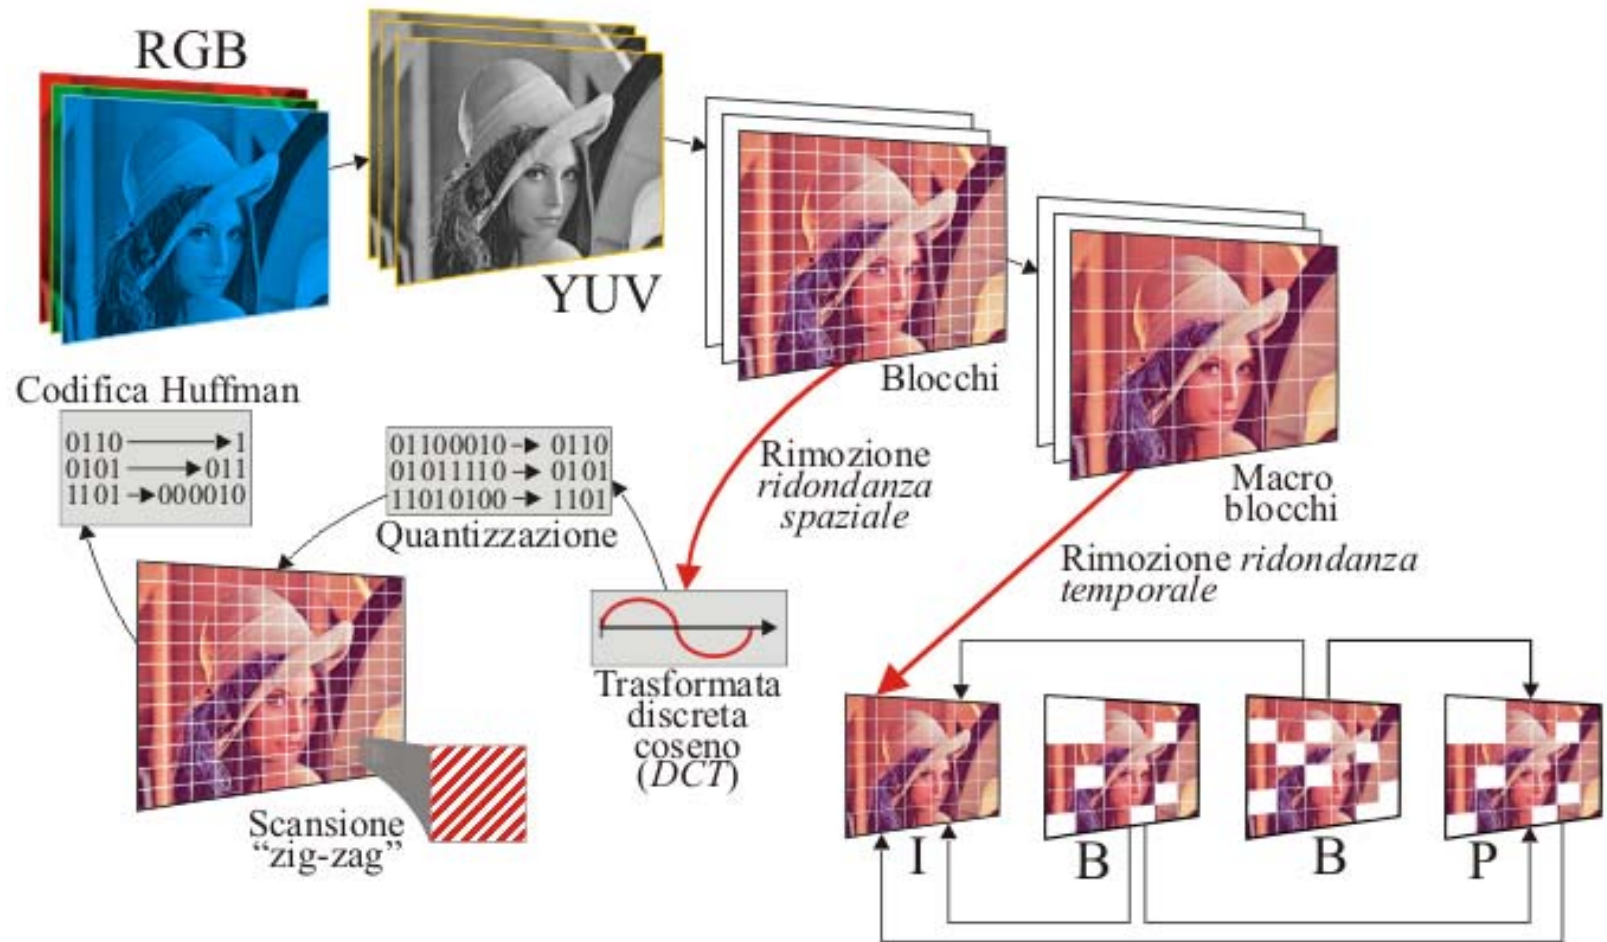 RGB
YUV
Blocchi
Macro
blocchi
Codifica Huffman
0110 1
0101 011
1101 000010
01100010 0110
01011110 0101
11010100 1101
Quantizzazione
Rimozione
ridondanza
spaziale
Rimozione ridondanza
temporale
Trasformata
discreta
coseno
(DCT)
Scansione
“zig-zag”
I
B
B
P